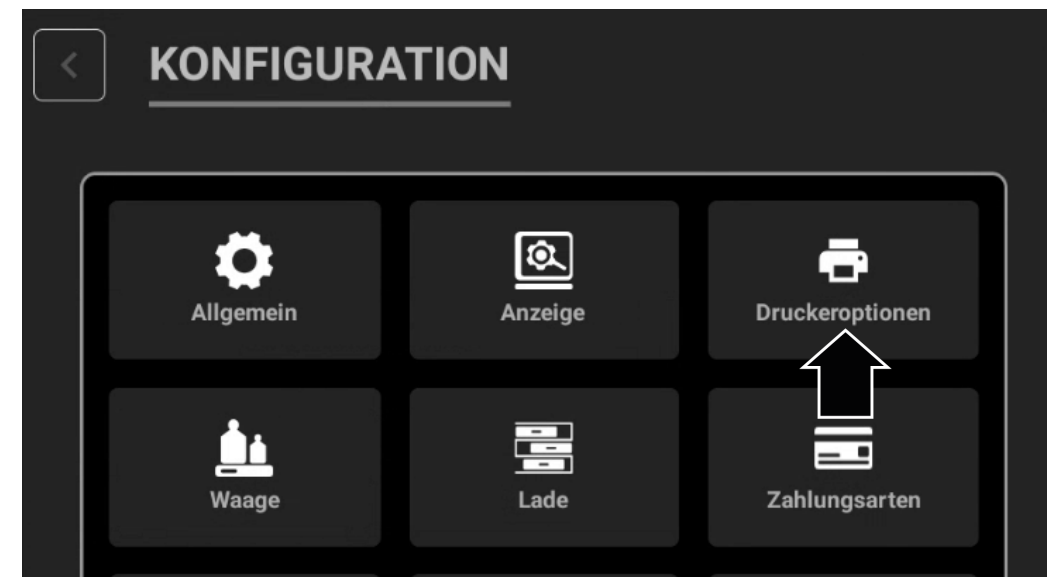 KONFIGURATION
Allgemein
Anzeige
Druckeroptionen
Waage
Lade
Zahlungsarten